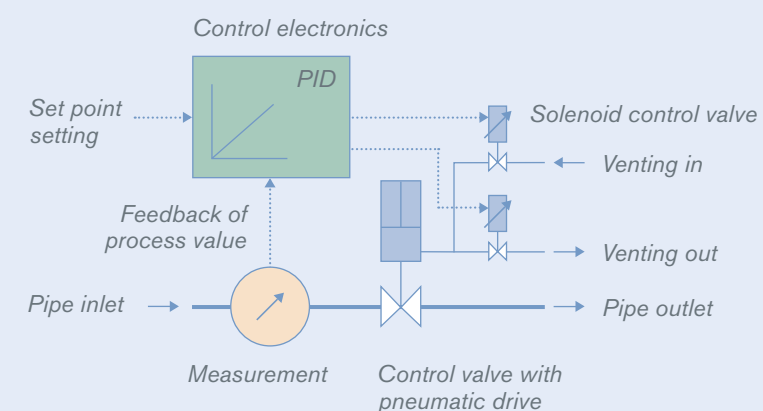 Control electronics
PID
Set point
setting
Solenoid control valve
Venting in
Feedback of
process value
Venting out
Pipe inlet
Pipe outlet
Measurement
Control valve with
pneumatic drive